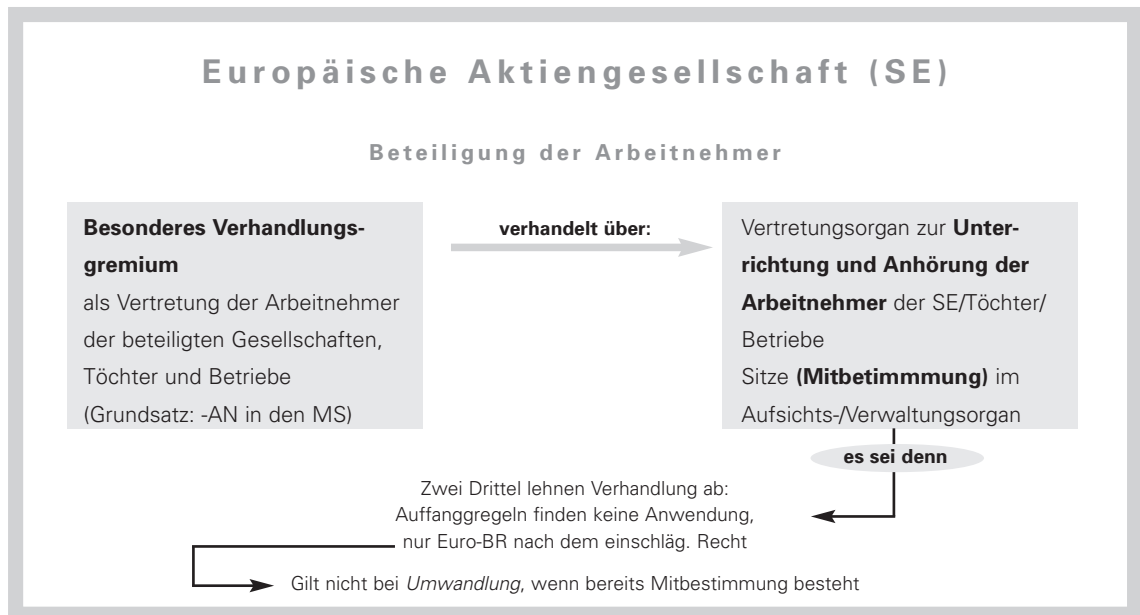 Europäische Aktiengesellschaft (SE)
Beteiligung der Arbeitnehmer
Besonderes Verhandlungs-
gremium
als Vertretung der Arbeitnehmer
der beteiligten Gesellschaften,
Töchter und Betriebe
(Grundsatz: -AN in den MS)
verhandelt über:
Vertretungsorgan zur Unter-
richtung und Anhörung der
Arbeitnehmer der SE/Töchter/
Betriebe
Sitze (Mitbetimmmung) im
Aufsichts-/Verwaltungsorgan
es sei denn
Zwei Drittel lehnen Verhandlung ab:
Auffanggregeln finden keine Anwendung,
nur Euro-BR nach dem einschläg. Recht
Gilt nicht bei Umwandlung, wenn bereits Mitbestimmung besteht